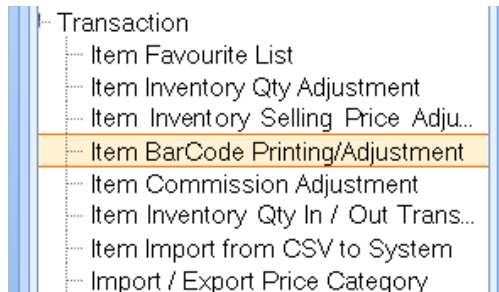 Transaction
Item Favourite List
Item Inventory Qty Adjustment
Item Inventory Selling Price Adju...
Item BarCode Printing/Adjustment
Item Commission Adjustment
Item Inventory Qty In / Out Trans...
Item Import from CSV to System
Import / Export Price Category